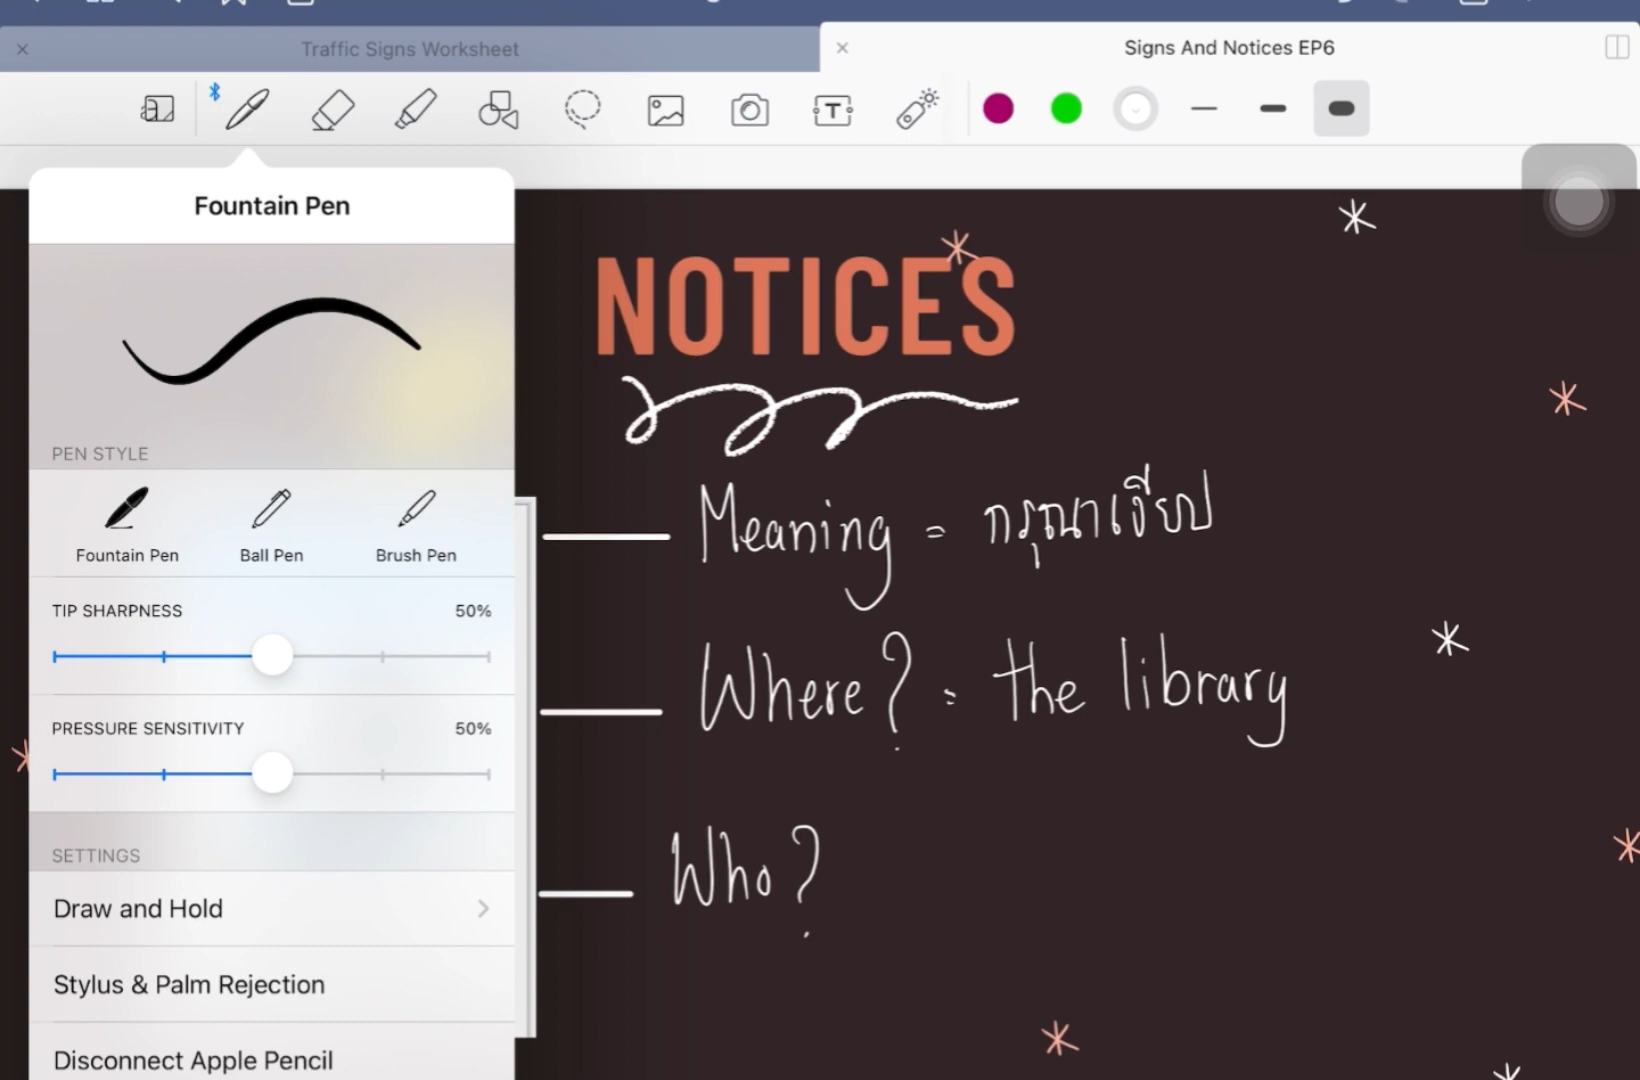 Traffic Signs Worksheet
Signs And Notices EP6
Fountain Pen
PEN STYLE
Fountain Pen
Ball Pen
Brush Pen
TIP SHARPNESS 50%
PRESSURE SENSITIVITY 50%
SETTINGS
Draw and Hold
Stylus & Palm Rejection
Disconnect Apple Pencil
NOTICES
Meaning = กรุณาเงียบ
Where? = the library
Who?